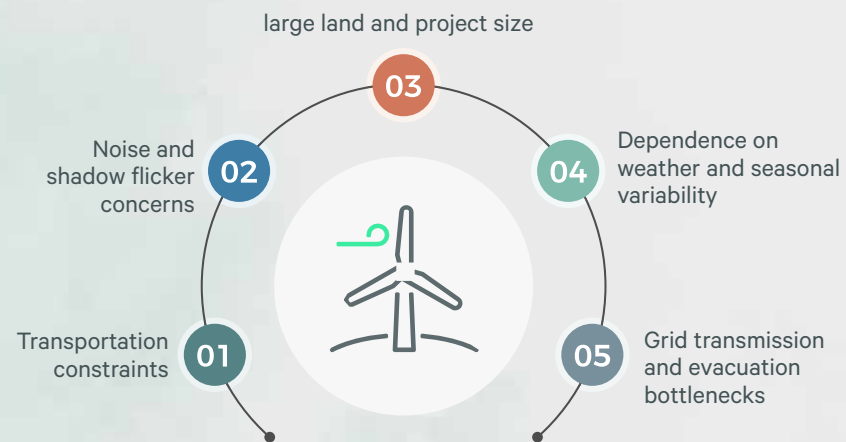 large land and project size
03
Noise and
shadow flicker
concerns
02
04
Dependence on
weather and seasonal
variability
Transportation
constraints
01
05
Grid transmission
and evacuation
bottlenecks